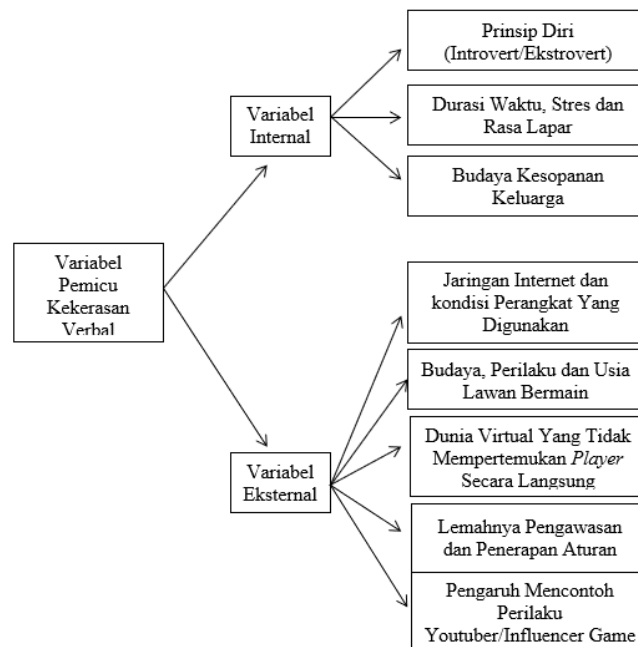 Prinsip Diri
(Introvert/Ekstrovert)
Variabel
Internal
Durasi Waktu, Stres dan
Rasa Lapar
Budaya Kesopanan
Keluarga
Variabel
Pemicu
Kekerasan
Verbal
Jaringan Internet dan
kondisi Perangkat Yang
Digunakan
Budaya, Perilaku dan Usia
Lawan Bermain
Variabel
Eksternal
Dunia Virtual Yang Tidak
Mempertemukan Player
Secara Langsung
Lemahnya Pengawasan
dan Penerapan Aturan
Pengaruh Mencontoh
Perilaku
Youtuber/Influencer Game